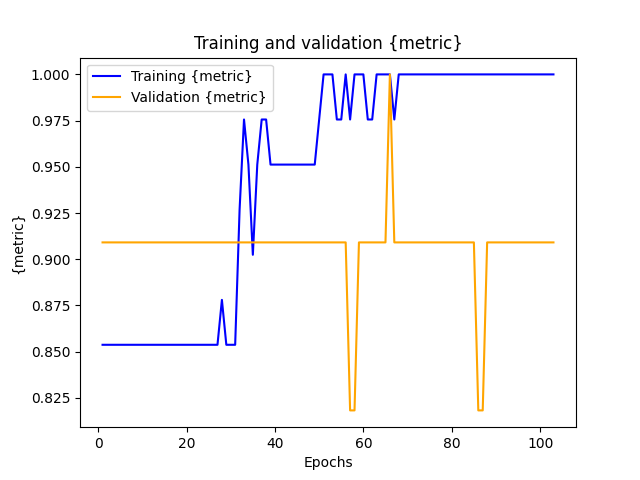 Training and validation {metric}
Training {metric}
Validation {metric}
{metric}
1.000
0.975
0.950
0.925
0.900
0.875
0.850
0.825
0
20
40
60
80
100
Epochs